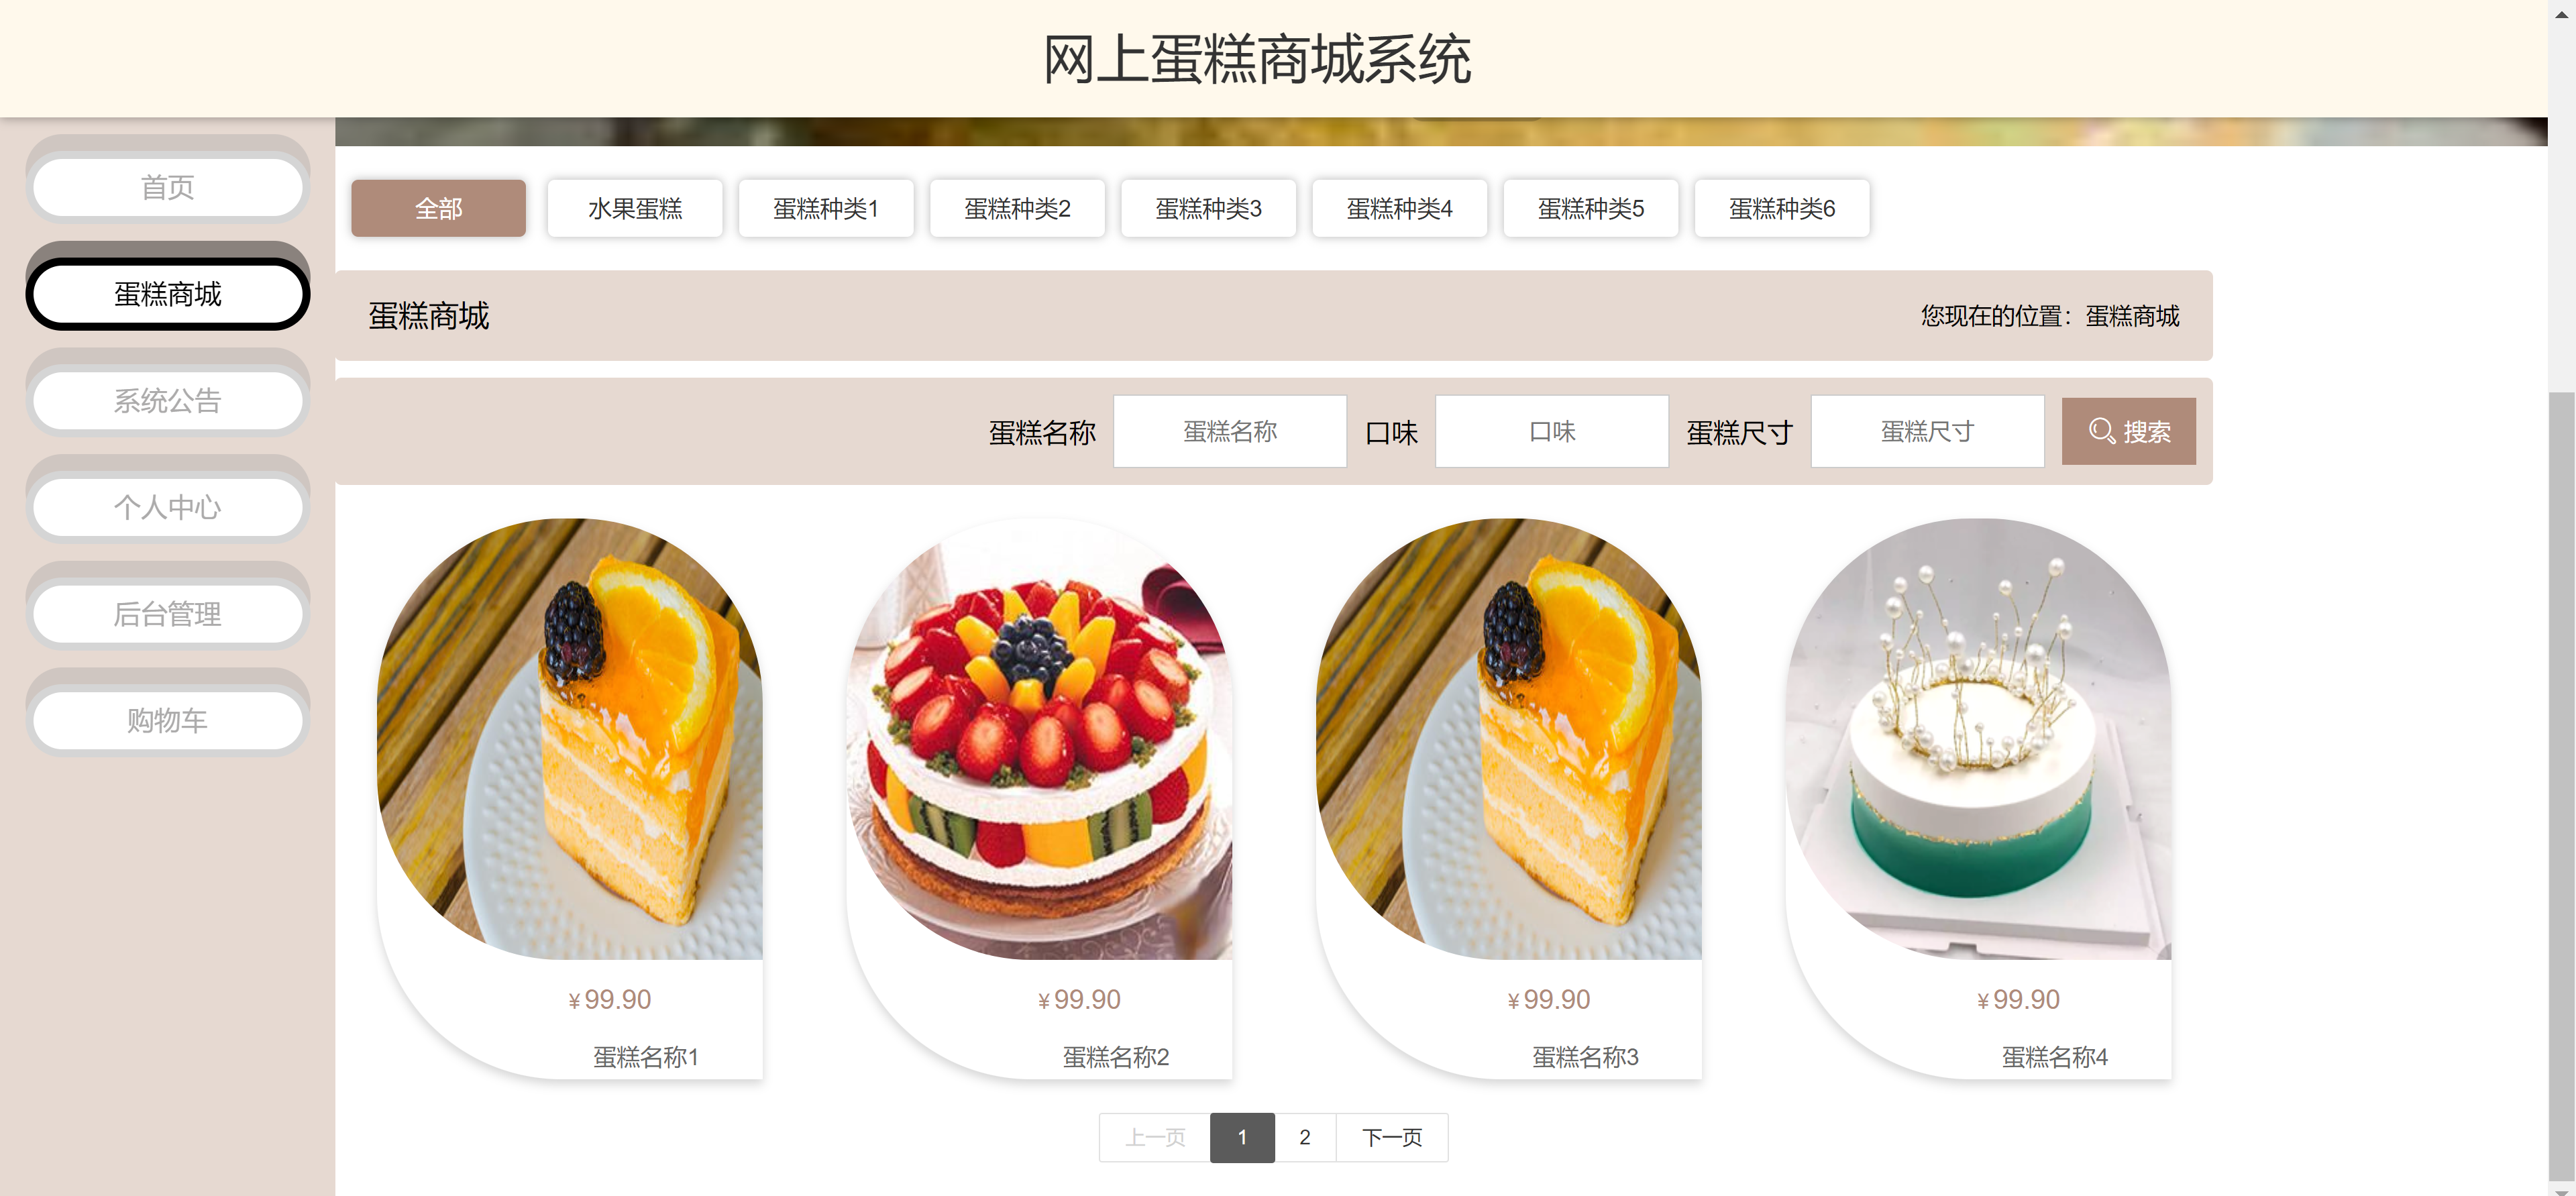 网上蛋糕商城系统
首页
蛋糕商城
系统公告
个人中心
后台管理
购物车
全部 水果蛋糕 蛋糕种类1 蛋糕种类2 蛋糕种类3 蛋糕种类4 蛋糕种类5 蛋糕种类6
蛋糕商城 您现在的位置：蛋糕商城
蛋糕名称 蛋糕名称 口味 口味 蛋糕尺寸 蛋糕尺寸 搜索
¥99.90 ¥99.90 ¥99.90 ¥99.90
蛋糕名称1 蛋糕名称2 蛋糕名称3 蛋糕名称4
上一页 1 2 下一页